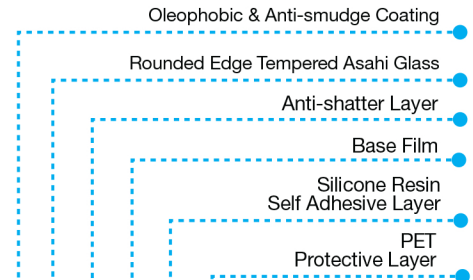 Oleophobic & Anti-smudge Coating
Rounded Edge Tempered Asahi Glass
Anti-shatter Layer
Base Film
Silicone Resin
Self Adhesive Layer
PET
Protective Layer